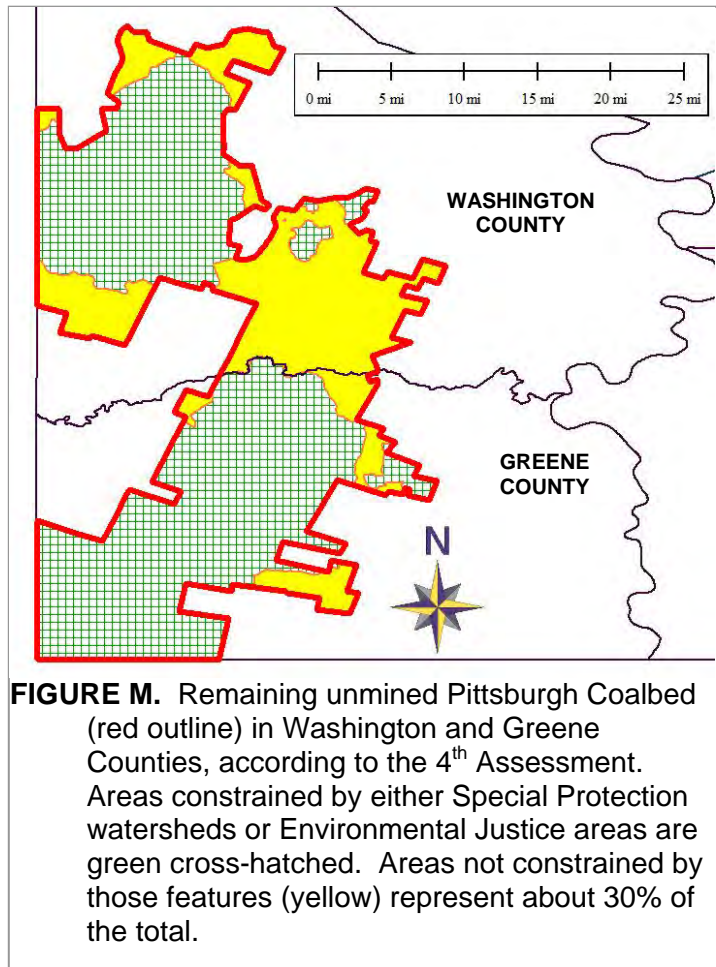 0 mi 5 mi 10 mi 15 mi 20 mi 25 mi
WASHINGTON
COUNTY
GREENE
COUNTY
N
FIGURE M. Remaining unmined Pittsburgh Coalbed
(red outline) in Washington and Greene
Counties, according to the 4th Assessment.
Areas constrained by either Special Protection
watersheds or Environmental Justice areas are
green cross-hatched. Areas not constrained by
those features (yellow) represent about 30% of
the total.